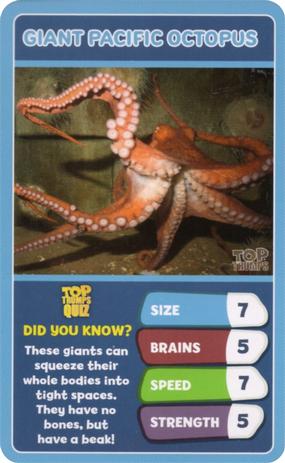 GIANT PACIFIC OCTOPUS
TOP
TRUMPS
TOP
TRUMPS
QUIZ
DID YOU KNOW?
These giants can
squeeze their
whole bodies into
tight spaces.
They have no
bones, but
have a beak!
SIZE 7
BRAINS 5
SPEED 7
STRENGTH 5